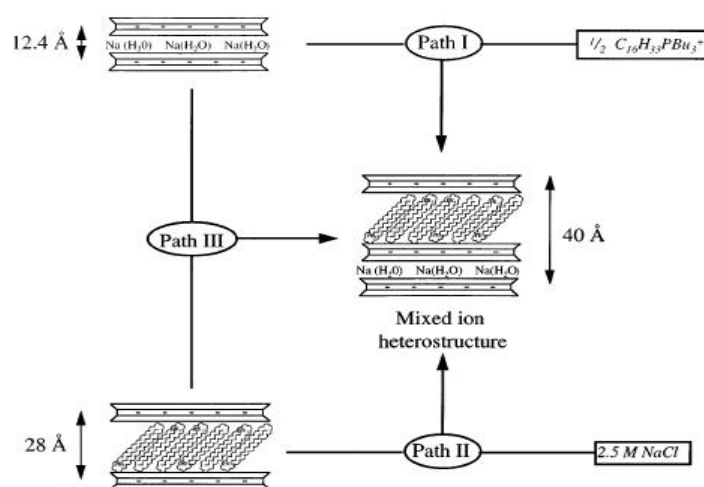 12.4 Å
Na (H₂0) Na(H₂O) Na(H₂O)
Path I
1/2 C₁₆H₃₃PBu₃⁺
Path III
40 Å
Na (H₂0) Na(H₂O) Na(H₂O)
Mixed ion
heterostructure
28 Å
Path II
2.5 M NaCl